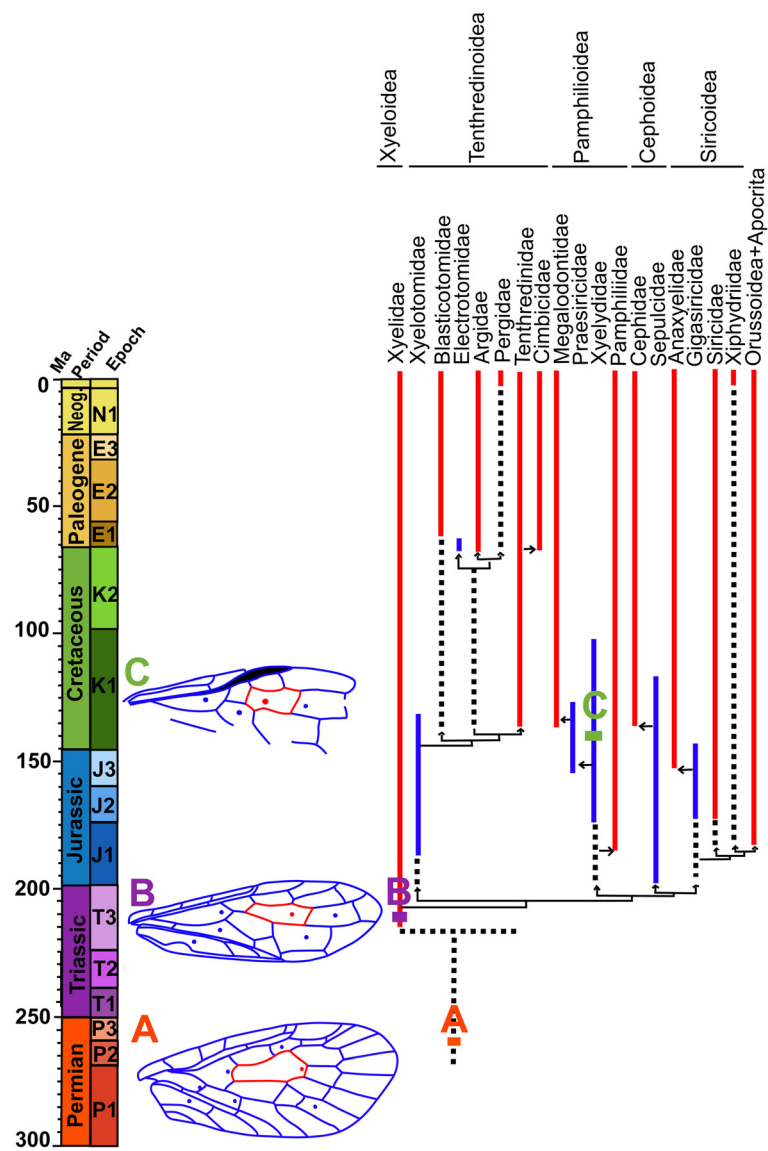 Xyeloidea
Tenthredinoidea
Pamphilioidea
Cephoidea
Siricoidea
Xyelidae
Xyelotomidae
Blasticotomidae
Electrotomidae
Argidae
Pergidae
Tenthredinidae
Cimbicidae
Megalodontidae
Praesiricidae
Xyelydidae
Pamphiliidae
Cephidae
Sepulcidae
Anaxyelidae
Gigasiricidae
Siricidae
Xiphydriidae
Orussoidea+Apocrita
Ma
Period
Epoch
0
50
100
150
200
250
300
Neog.
Paleogene
Cretaceous
Jurassic
Triassic
Permian
N1
E3
E2
E1
K2
K1
J3
J2
J1
T3
T2
T1
P3
P2
P1
C
C
B
B
A
A